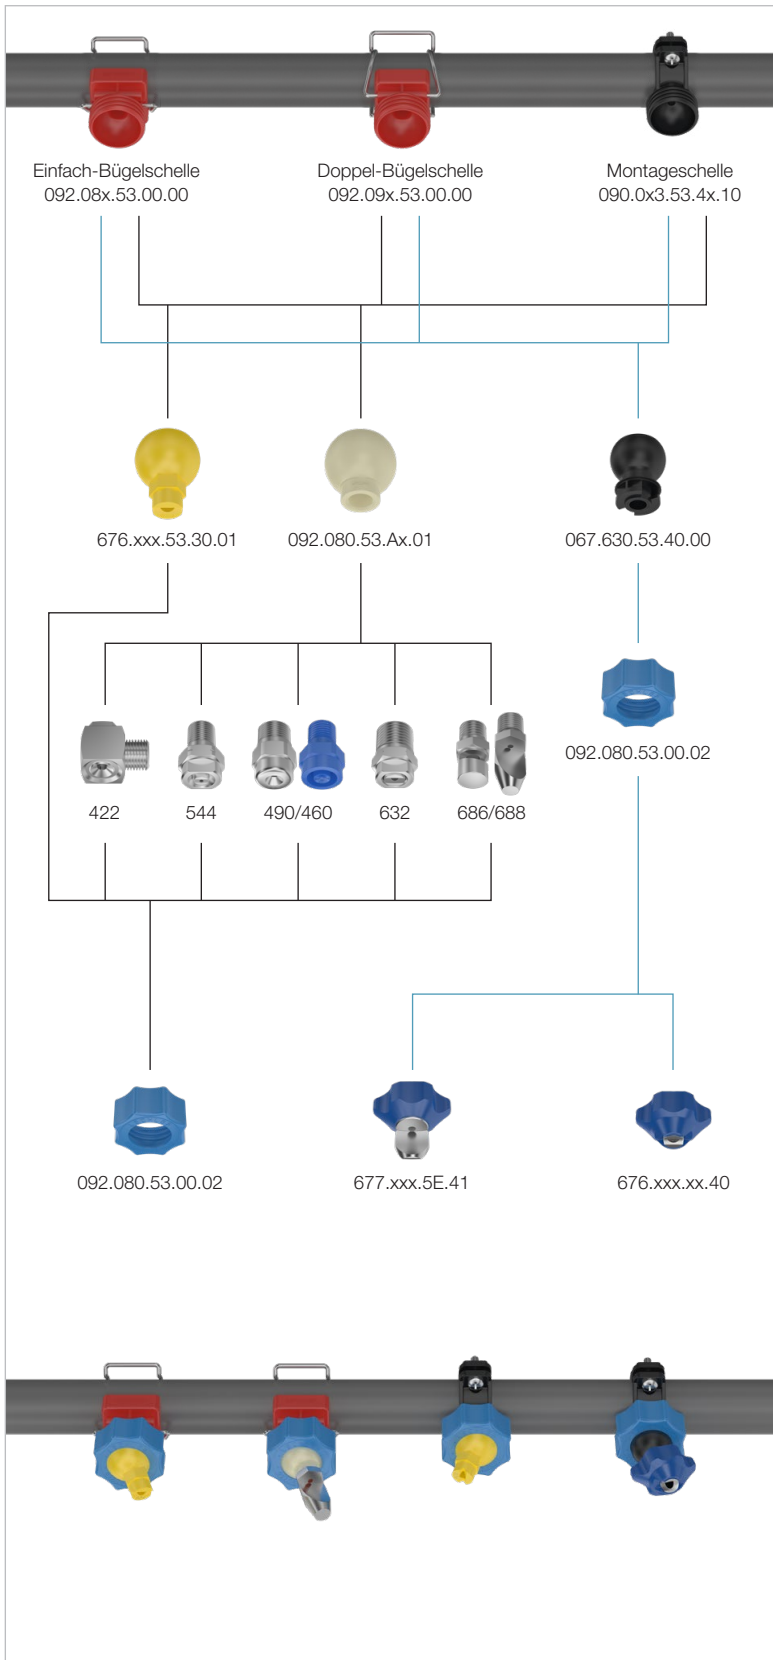 Einfach-Bügelschelle
092.08x.53.00.00
Doppel-Bügelschelle
092.09x.53.00.00
Montageschelle
090.0x3.53.4x.10
676.xxx.53.30.01
092.080.53.Ax.01
067.630.53.40.00
092.080.53.00.02
422
544
490/460
632
686/688
092.080.53.00.02
677.xxx.5E.41
676.xxx.xx.40